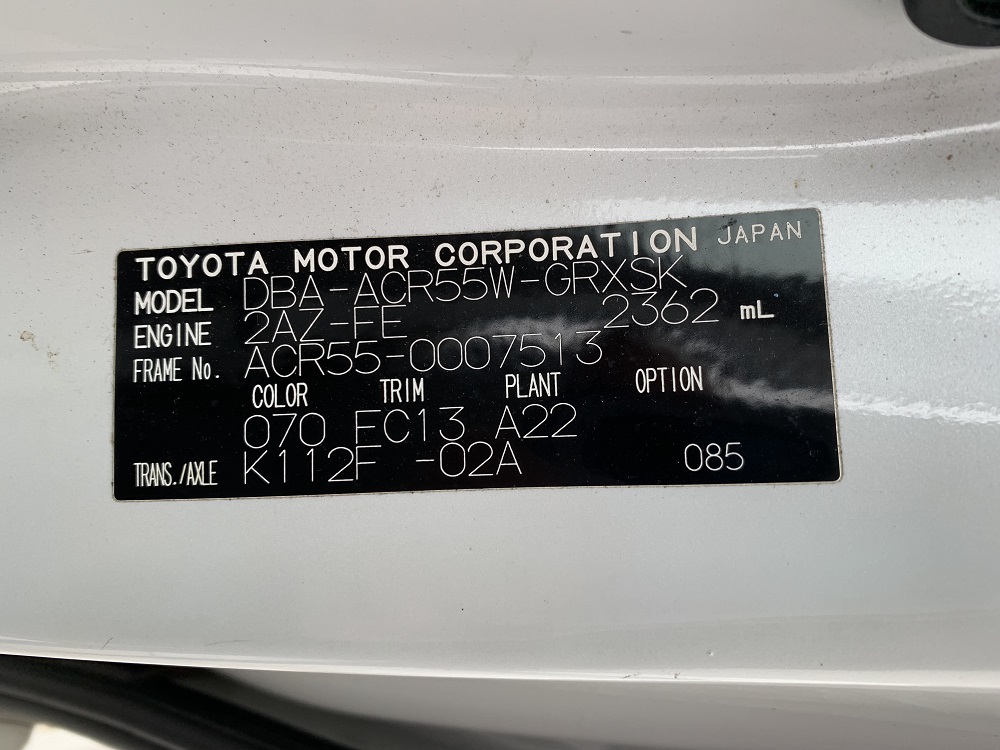 TOYOTA MOTOR CORPORATION JAPAN
MODEL DBA-ACR55W-GRXSK
ENGINE 2AZ-FE 2362 mL
FRAME No. ACR55-0007513
COLOR TRIM PLANT OPTION
070 FC13 A22
TRANS./AXLE K112F -02A 085